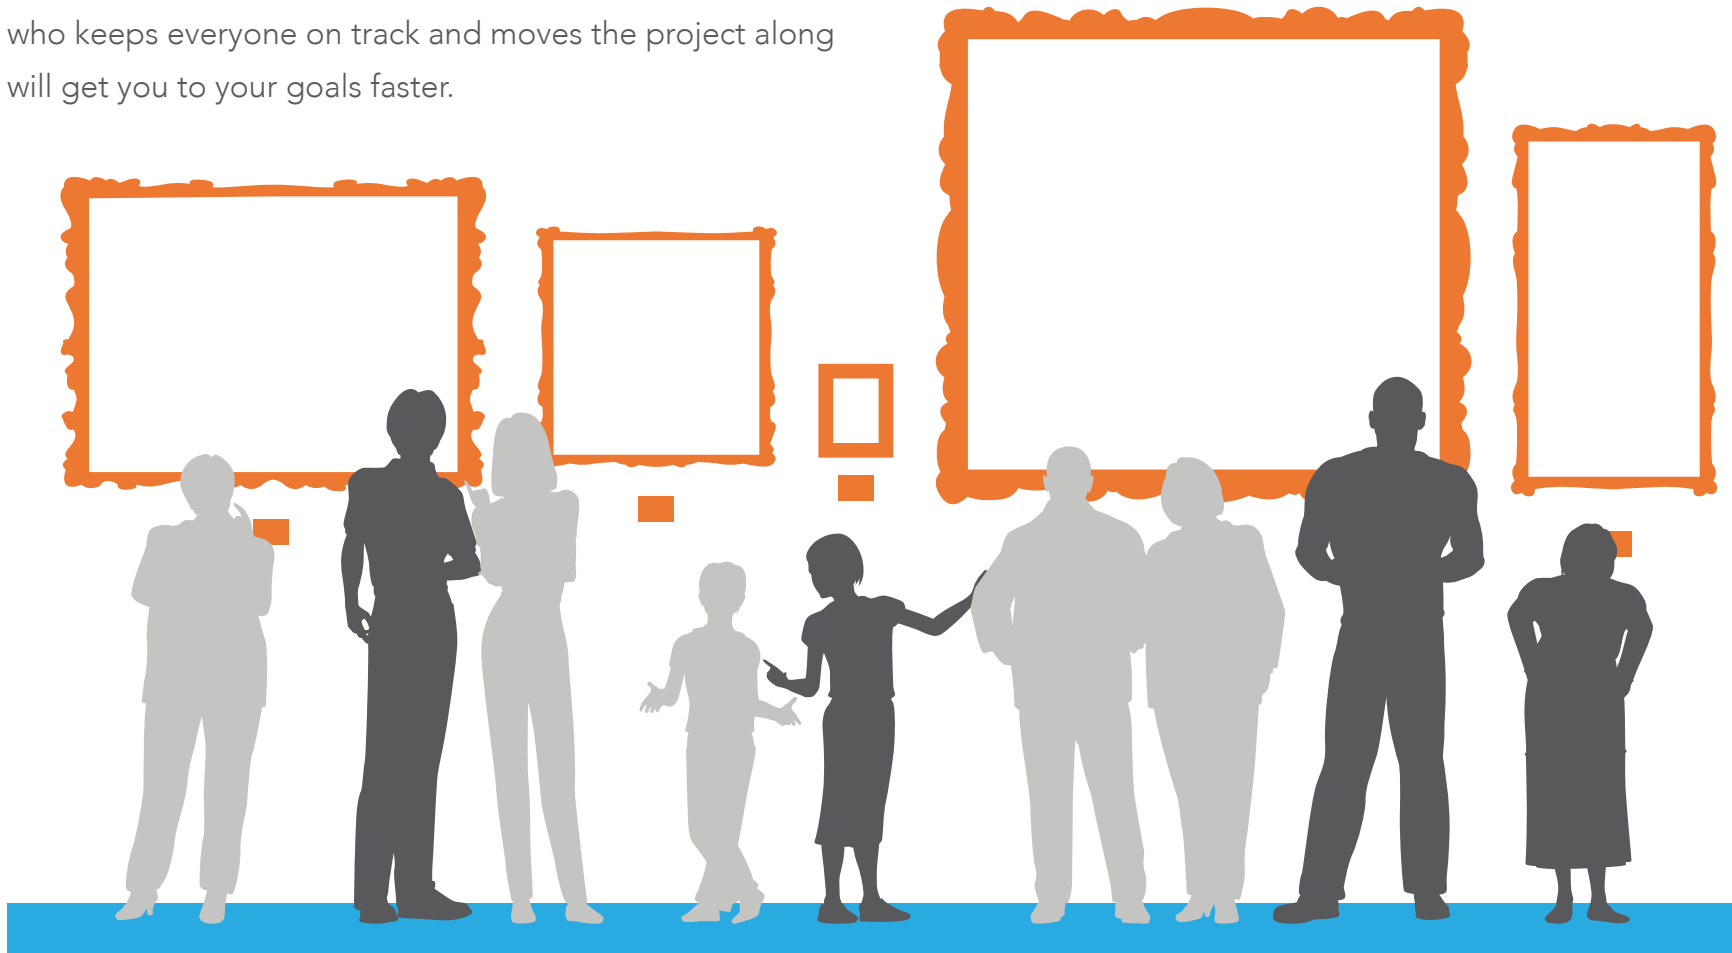 who keeps everyone on track and moves the project along
will get you to your goals faster.